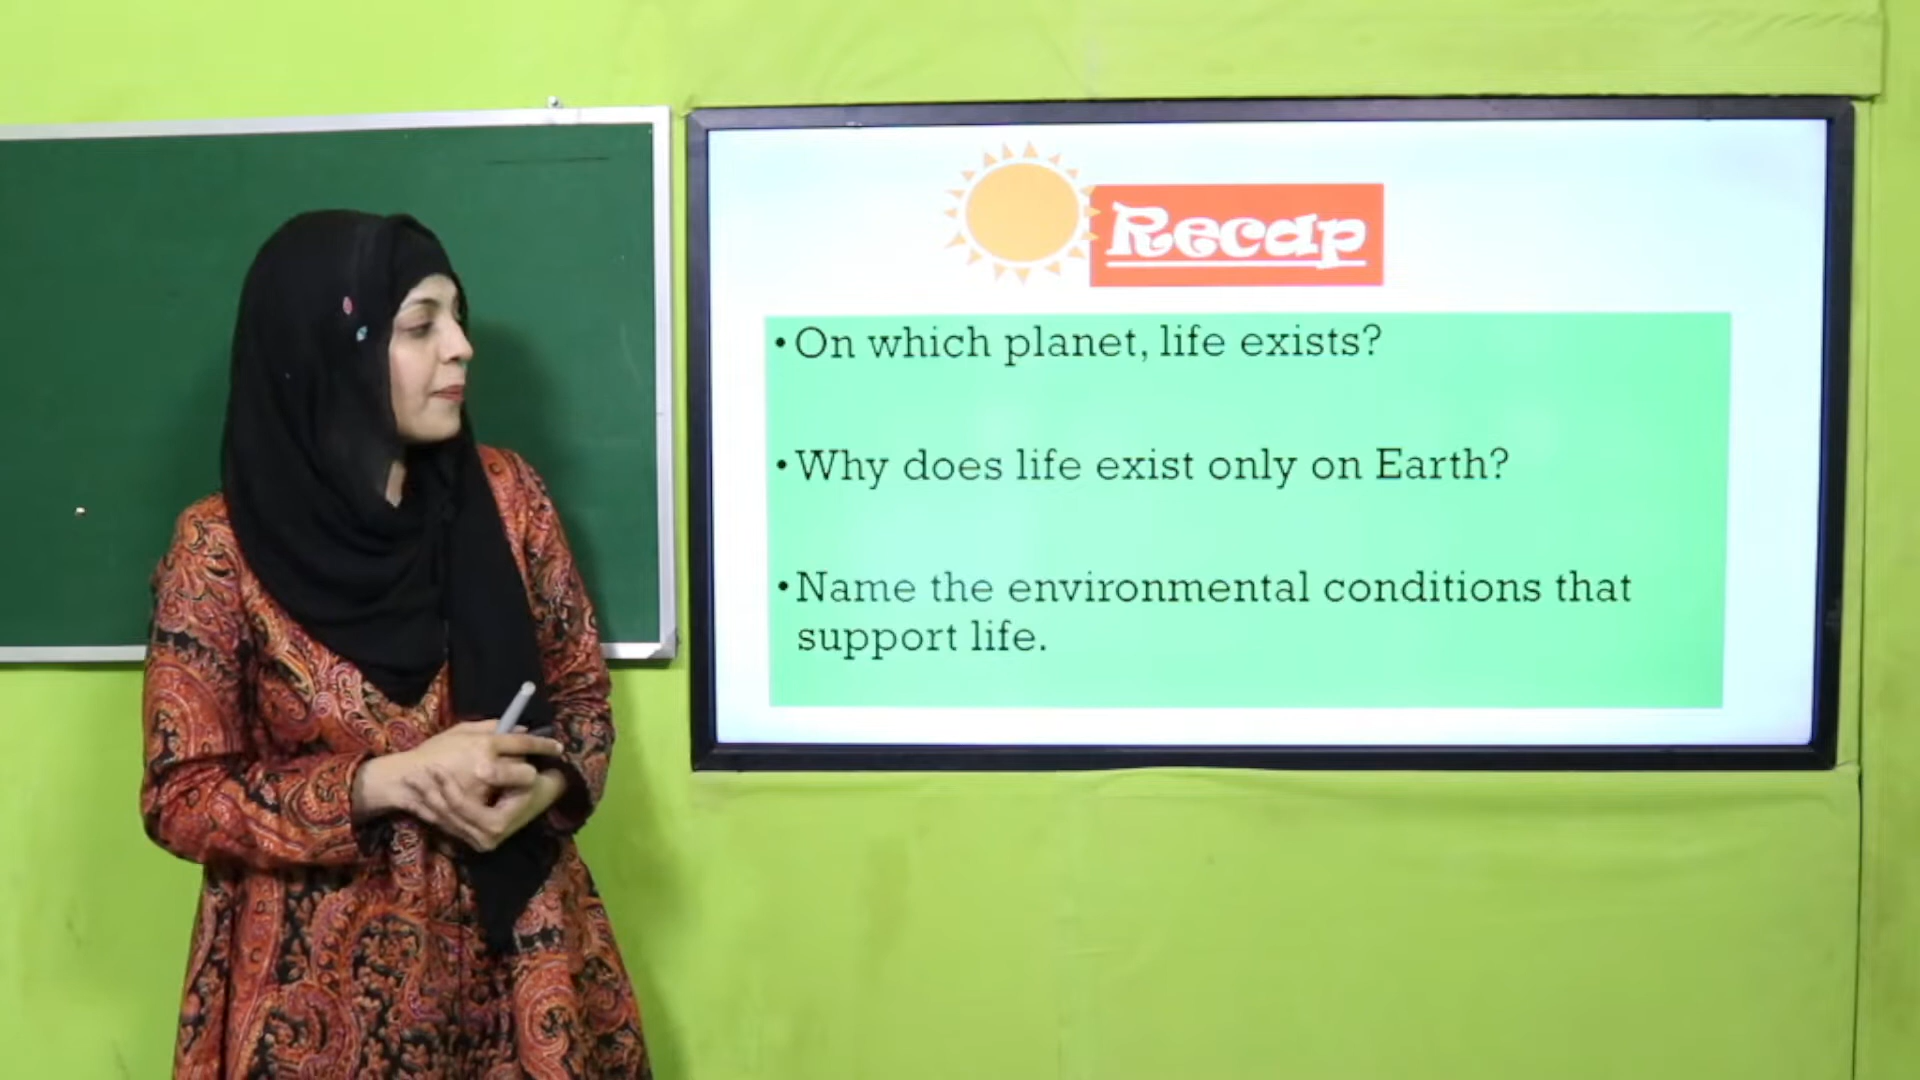 Recap
•On which planet, life exists?
•Why does life exist only on Earth?
•Name the environmental conditions that
support life.